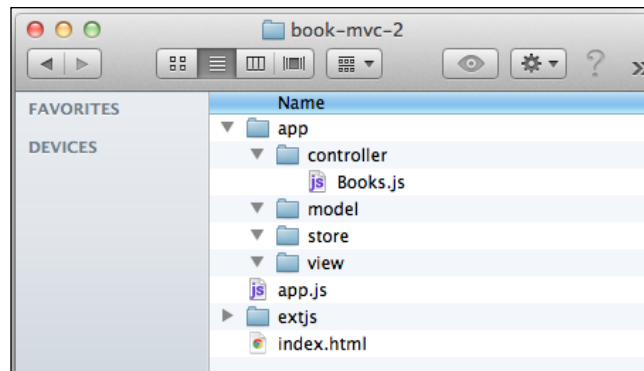 book-mvc-2
?
»
FAVORITES
DEVICES
Name
app
controller
js Books.js
model
store
view
js app.js
extjs
index.html